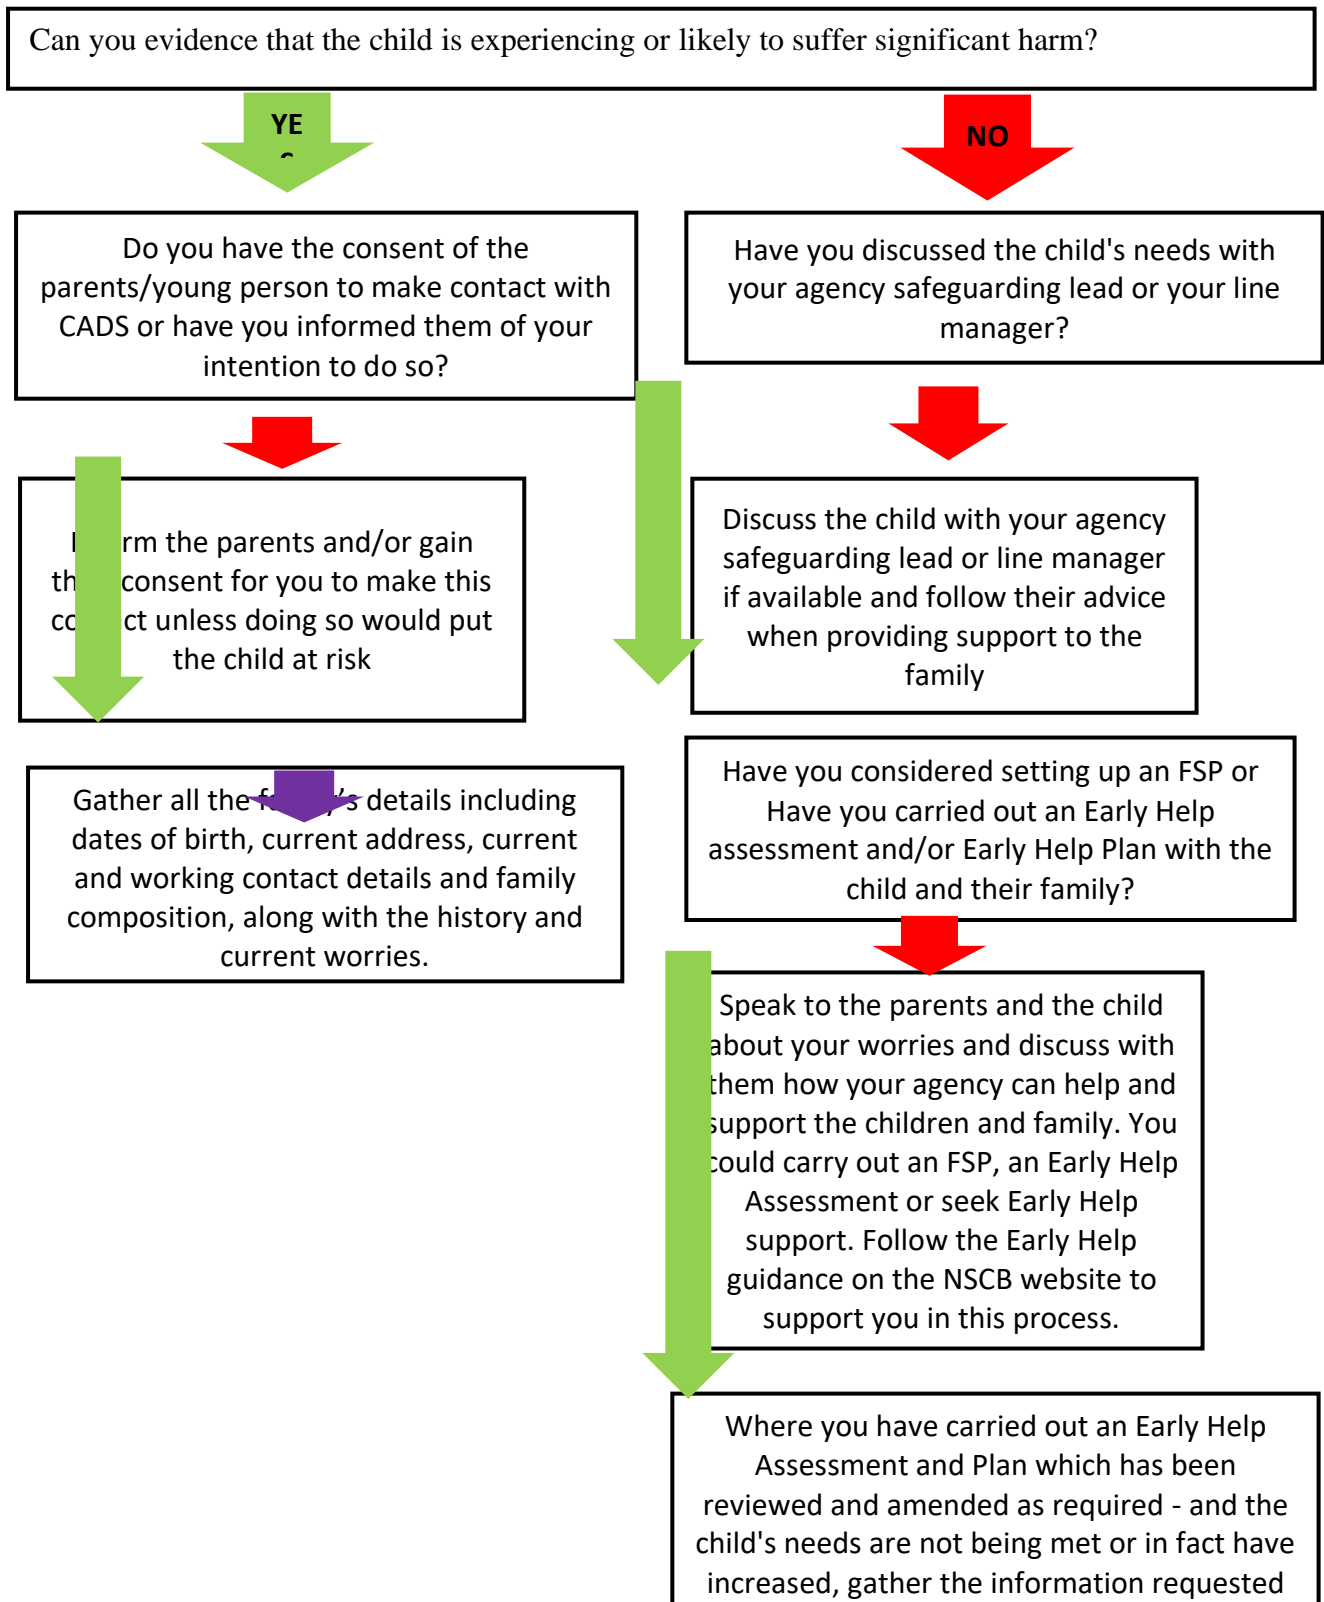 Can you evidence that the child is experiencing or likely to suffer significant harm?
YE
NO
Do you have the consent of the
parents/young person to make contact with
CADS or have you informed them of your
intention to do so?
Have you discussed the child's needs with
your agency safeguarding lead or your line
manager?
the parents and/or gain
consent for you to make this
unless doing so would put
the child at risk
Discuss the child with your agency
safeguarding lead or line manager
if available and follow their advice
when providing support to the
family
Gather all the details including
dates of birth, current address, current
and working contact details and family
composition, along with the history and
current worries.
Have you considered setting up an FSP or
Have you carried out an Early Help
assessment and/or Early Help Plan with the
child and their family?
Speak to the parents and the child
about your worries and discuss with
them how your agency can help and
support the children and family. You
could carry out an FSP, an Early Help
Assessment or seek Early Help
support. Follow the Early Help
guidance on the NSCB website to
support you in this process.
Where you have carried out an Early Help
Assessment and Plan which has been
reviewed and amended as required - and the
child's needs are not being met or in fact have
increased, gather the information requested